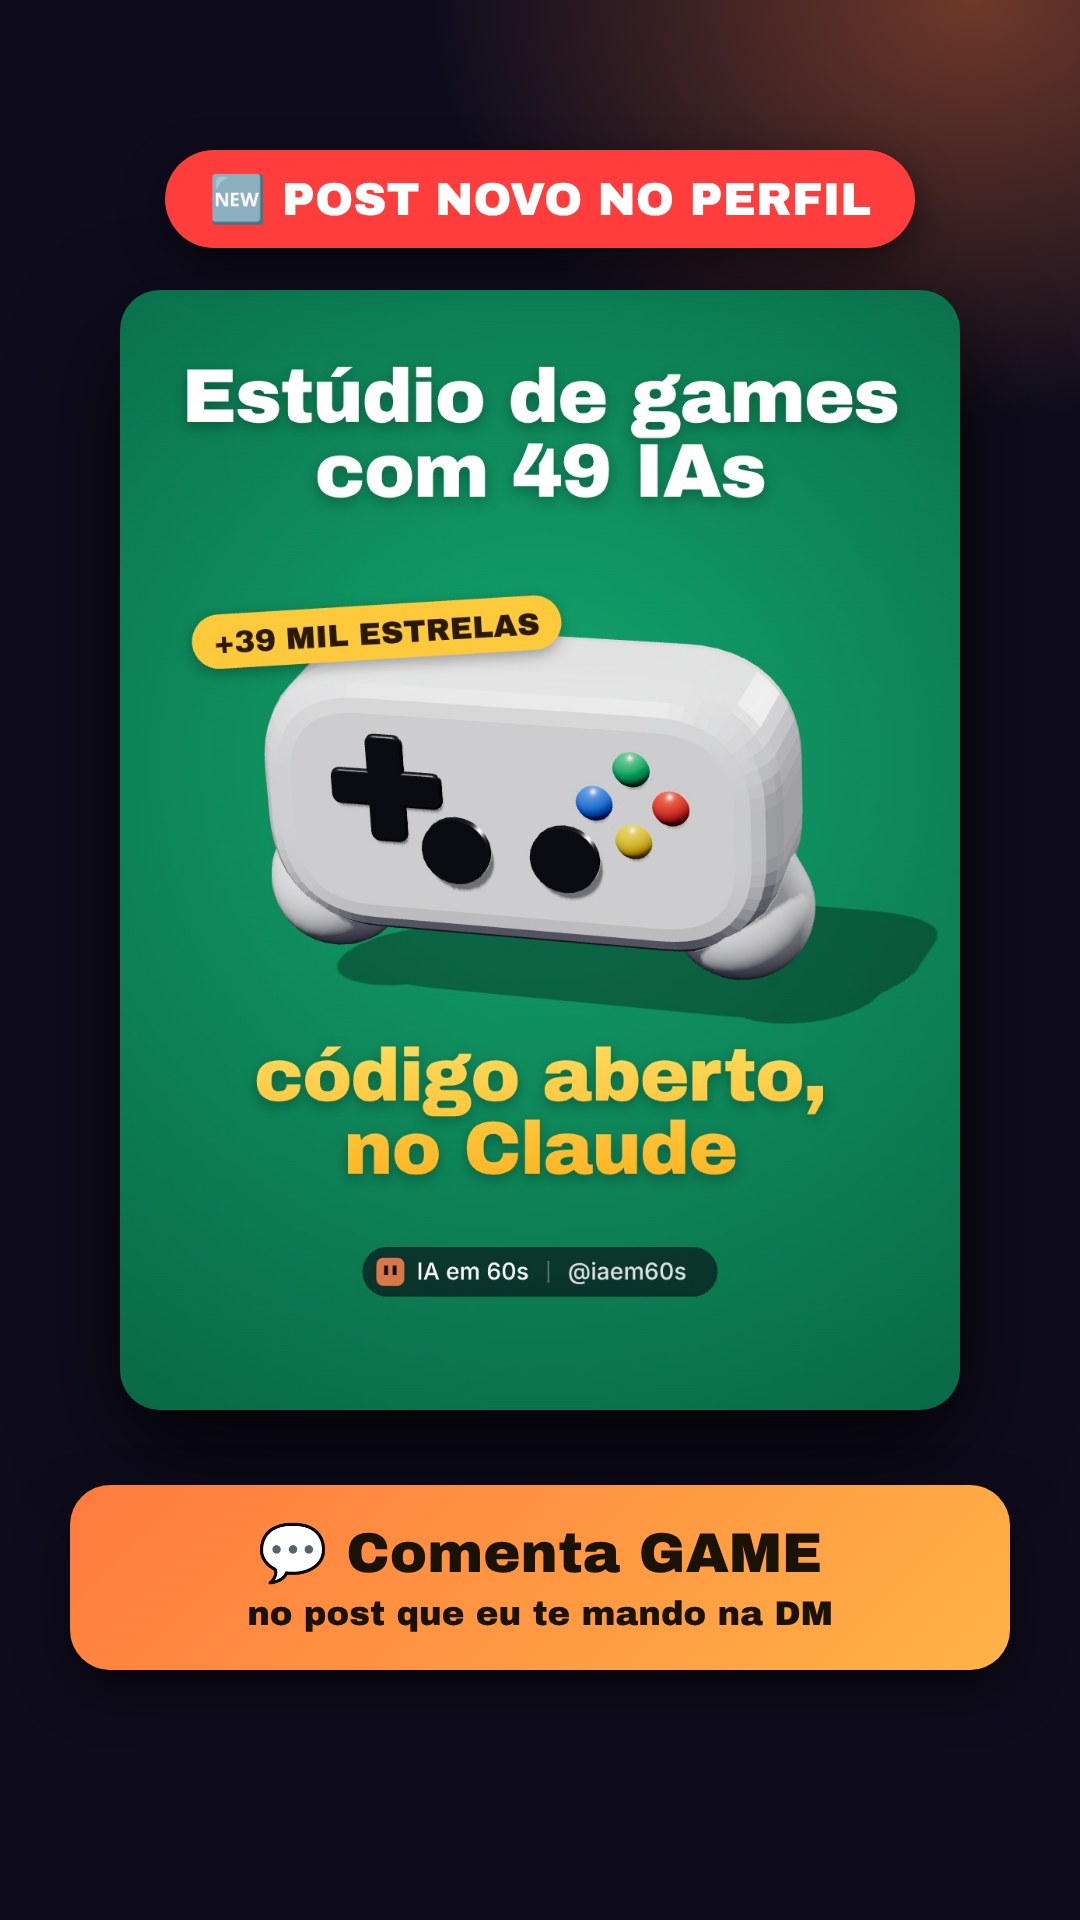 🆕 POST NOVO NO PERFIL
Estúdio de games
com 49 IAs
+39 MIL ESTRELAS
código aberto,
no Claude
IA em 60s | @iaem60s
💬 Comenta GAME
no post que eu te mando na DM